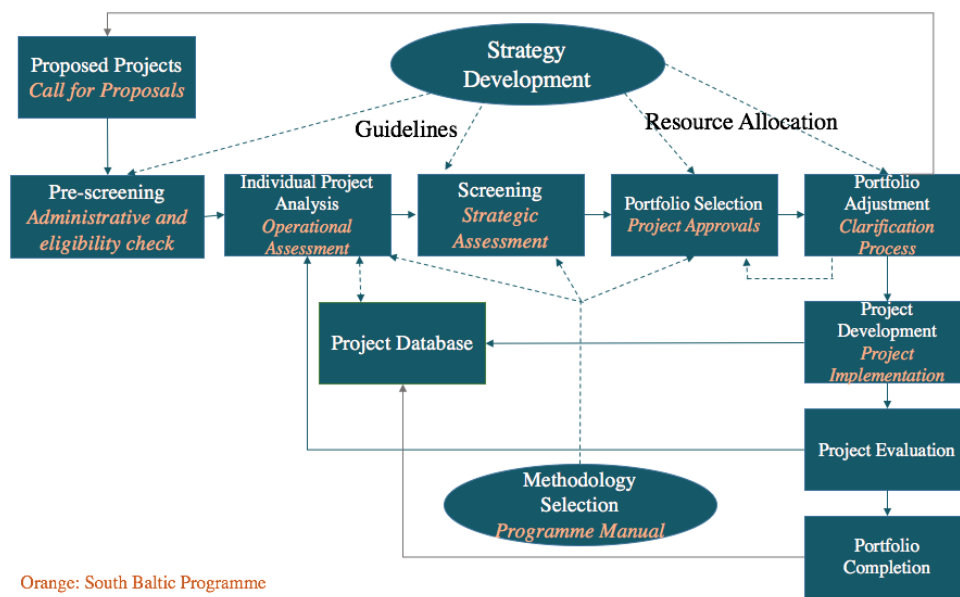 Proposed Projects
Call for Proposals
Strategy
Development
Guidelines
Resource Allocation
Pre-screening
Administrative and
eligibility check
Individual Project
Analysis
Operational
Assessment
Screening
Strategic
Assessment
Portfolio Selection
Project Approvals
Portfolio
Adjustment
Clarification
Process
Project Database
Project
Development
Project
Implementation
Project Evaluation
Methodology
Selection
Programme Manual
Portfolio
Completion
Orange: South Baltic Programme